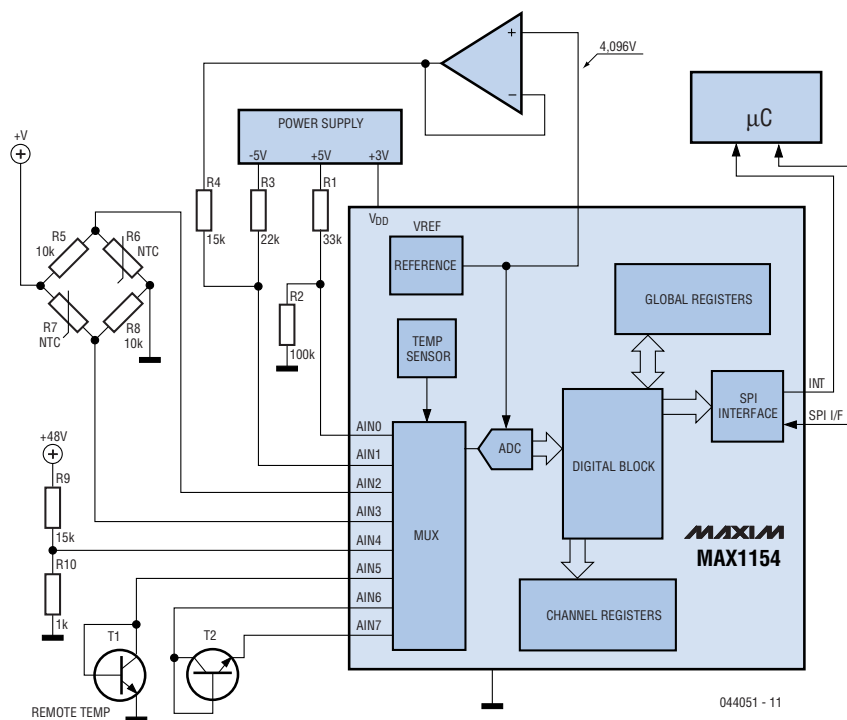 4,096V
+
−
µC
POWER SUPPLY
-5V
+5V
+3V
+V
R4
15k
R3
22k
R1
33k
R2
100k
R5
10k
R6
NTC
R7
NTC
R8
10k
VDD
VREF
REFERENCE
TEMP
SENSOR
GLOBAL REGISTERS
SPI
INTERFACE
INT
SPI I/F
ADC
DIGITAL BLOCK
MUX
CHANNEL REGISTERS
AIN0
AIN1
AIN2
AIN3
AIN4
AIN5
AIN6
AIN7
+48V
R9
15k
R10
1k
T1
T2
REMOTE TEMP
MAXIM
MAX1154
044051 - 11